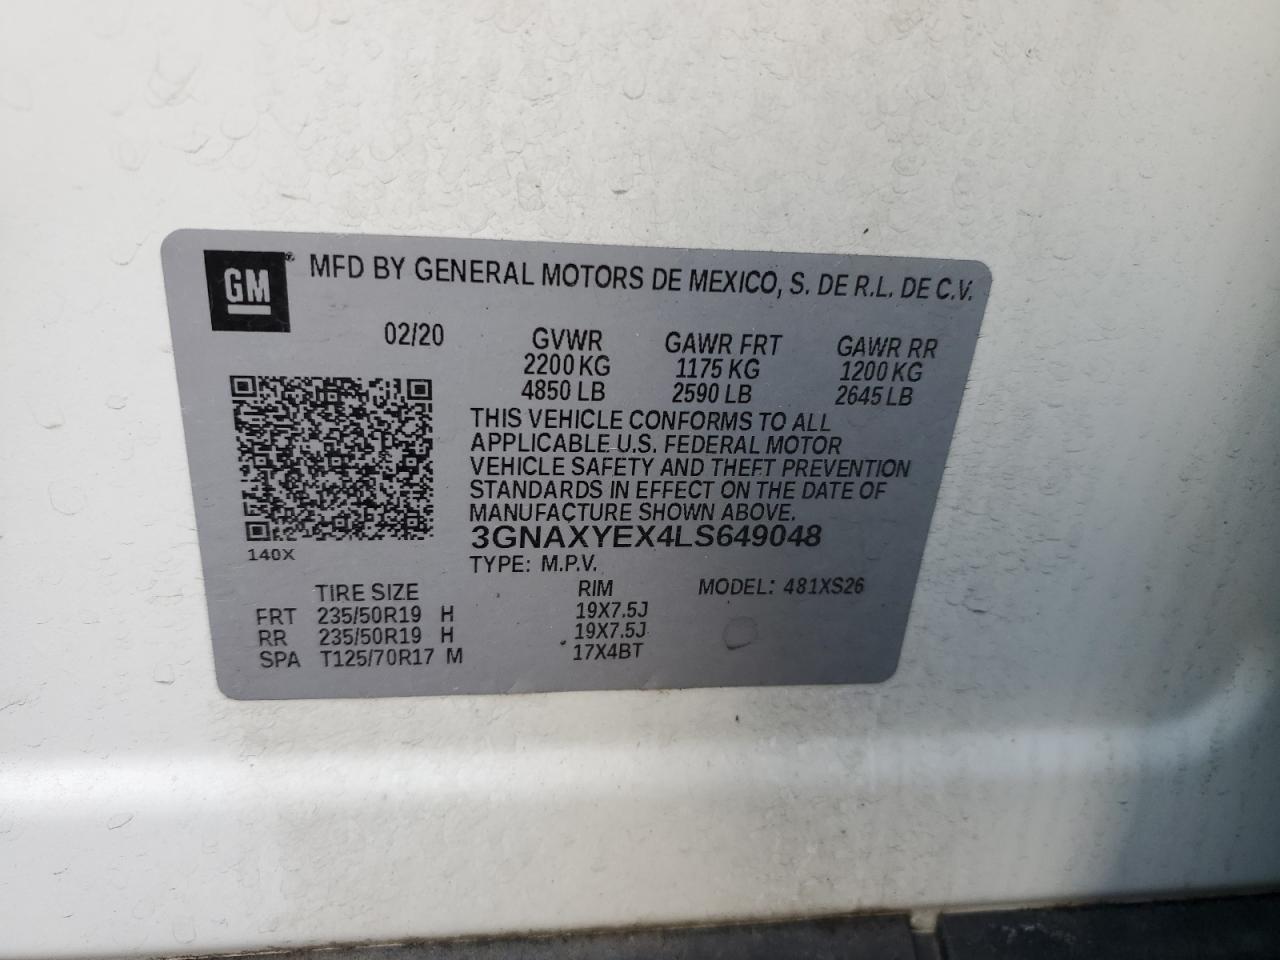 GM® MFD BY GENERAL MOTORS DE MEXICO, S. DE R.L. DE C.V.
02/20 GVWR GAWR FRT GAWR RR
2200 KG 1175 KG 1200 KG
4850 LB 2590 LB 2645 LB
THIS VEHICLE CONFORMS TO ALL
APPLICABLE U.S. FEDERAL MOTOR
VEHICLE SAFETY AND THEFT PREVENTION
STANDARDS IN EFFECT ON THE DATE OF
MANUFACTURE SHOWN ABOVE.
3GNAXYEX4LS649048
140X
TYPE: M.P.V.
TIRE SIZE RIM MODEL: 481XS26
FRT 235/50R19 H 19X7.5J
RR 235/50R19 H 19X7.5J
SPA T125/70R17 M 17X4BT